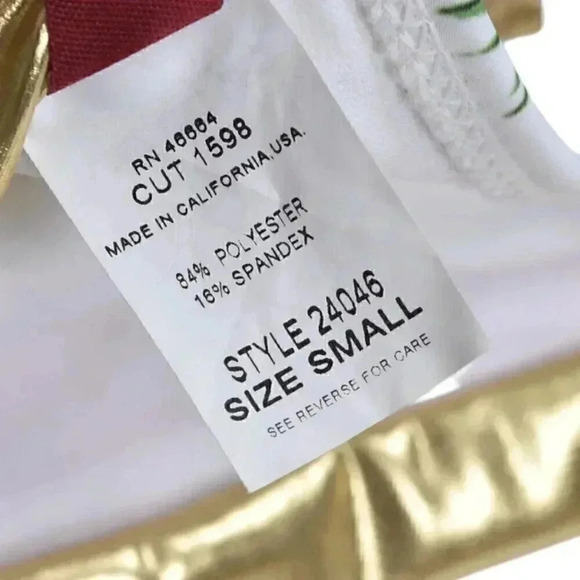 RN 46664
CUT 1598
MADE IN CALIFORNIA, USA.
84% POLYESTER
16% SPANDEX
STYLE 24046
SIZE SMALL
SEE REVERSE FOR CARE